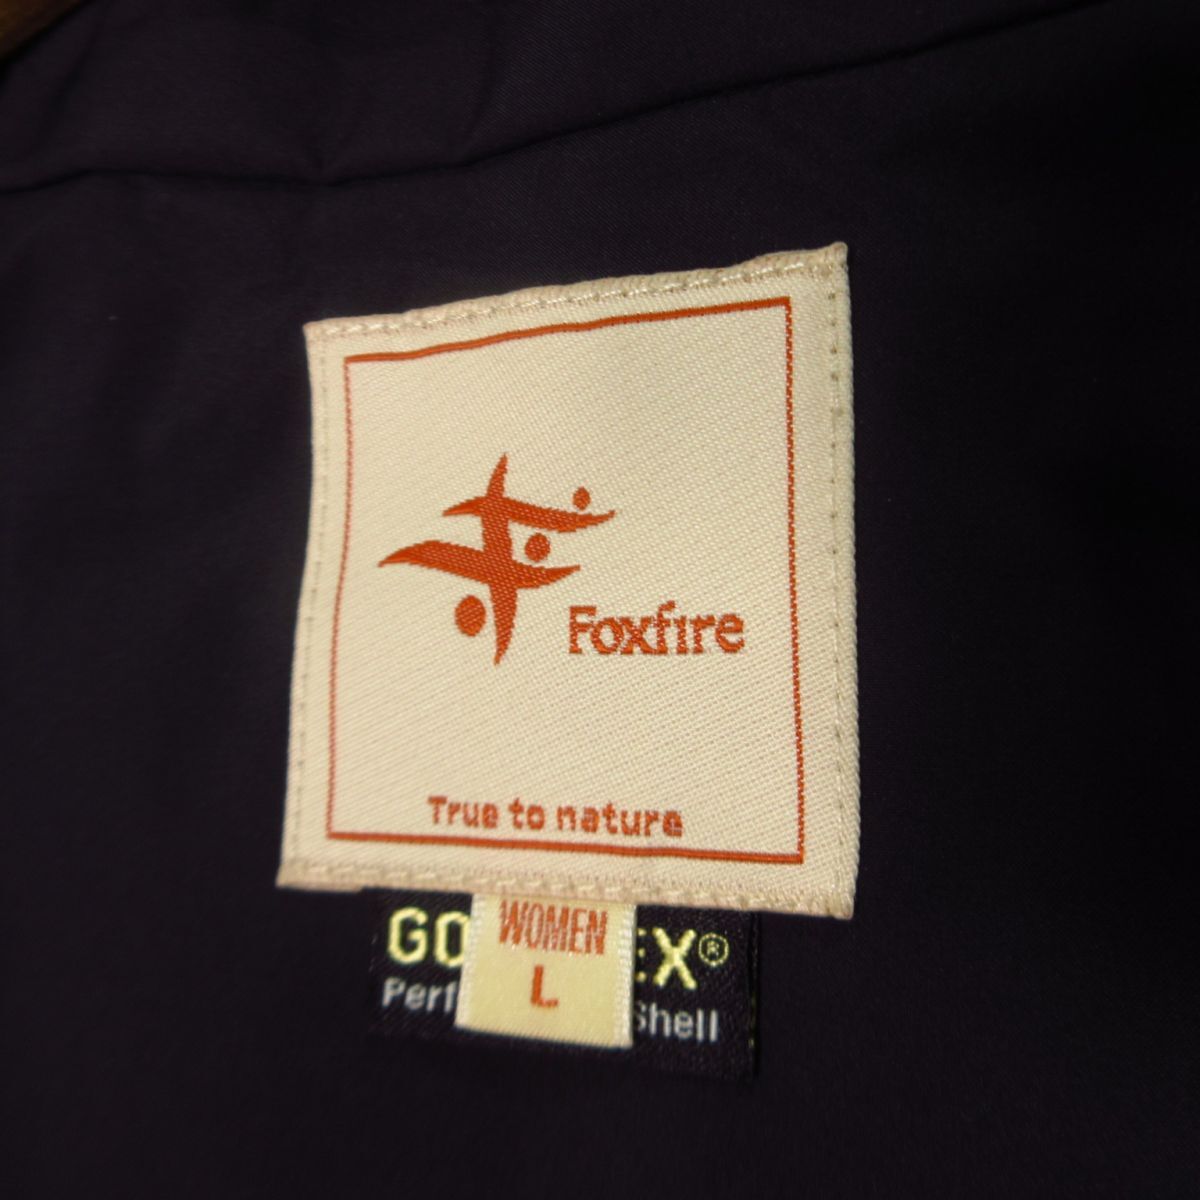 Foxfire
True to nature
WOMEN
L
GO EX®
Perf Shell